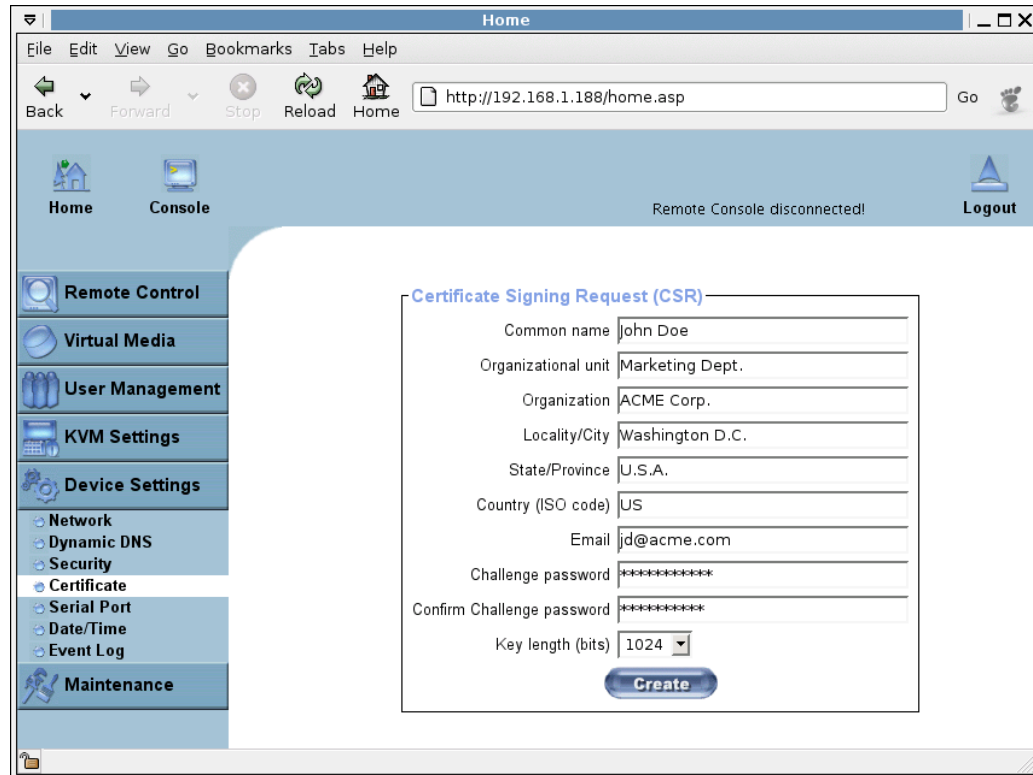 Home
File Edit View Go Bookmarks Tabs Help
Back Forward Stop Reload Home http://192.168.1.188/home.asp Go
Home Console Remote Console disconnected! Logout
Remote Control
Virtual Media
User Management
KVM Settings
Device Settings
Network
Dynamic DNS
Security
Certificate
Serial Port
Date/Time
Event Log
Maintenance
Certificate Signing Request (CSR)
Common name John Doe
Organizational unit Marketing Dept.
Organization ACME Corp.
Locality/City Washington D.C.
State/Province U.S.A.
Country (ISO code) US
Email jd@acme.com
Challenge password ***********
Confirm Challenge password **********
Key length (bits) 1024
Create